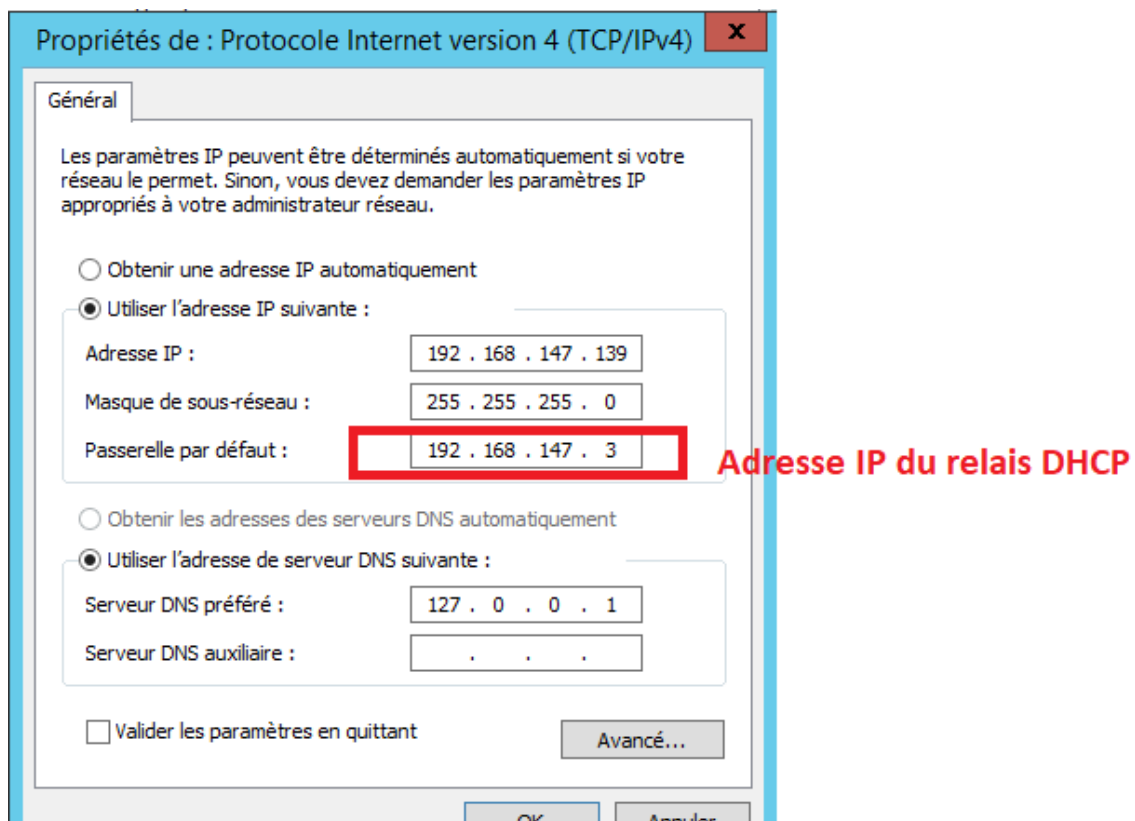 Propriétés de : Protocole Internet version 4 (TCP/IPv4) x
Général
Les paramètres IP peuvent être déterminés automatiquement si votre
réseau le permet. Sinon, vous devez demander les paramètres IP
appropriés à votre administrateur réseau.
Obtenir une adresse IP automatiquement
Utiliser l'adresse IP suivante :
Adresse IP : 192 . 168 . 147 . 139
Masque de sous-réseau : 255 . 255 . 255 . 0
Passerelle par défaut : 192 . 168 . 147 . 3 Adresse IP du relais DHCP
Obtenir les adresses des serveurs DNS automatiquement
Utiliser l'adresse de serveur DNS suivante :
Serveur DNS préféré : 127 . 0 . 0 . 1
Serveur DNS auxiliaire : . . .
Valider les paramètres en quittant Avancé...
OK Annuler